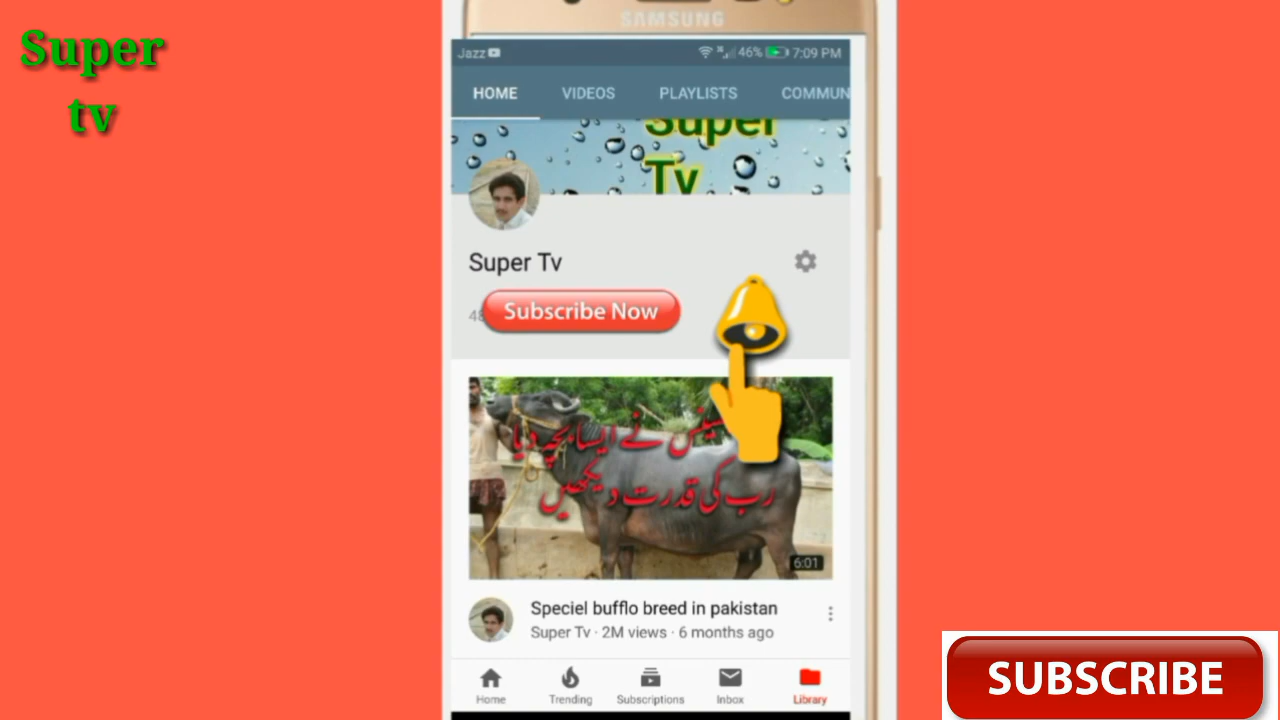 Super
tv
SAMSUNG
Jazz
46% 7:09 PM
HOME VIDEOS PLAYLISTS COMMUN
Super
Tv
Super Tv
48
Subscribe Now
نے ایسا بچہ دیا
رب کی قدرت دیکھیں
6:01
Speciel bufflo breed in pakistan
Super Tv · 2M views · 6 months ago
Home Trending Subscriptions Inbox Library
SUBSCRIBE